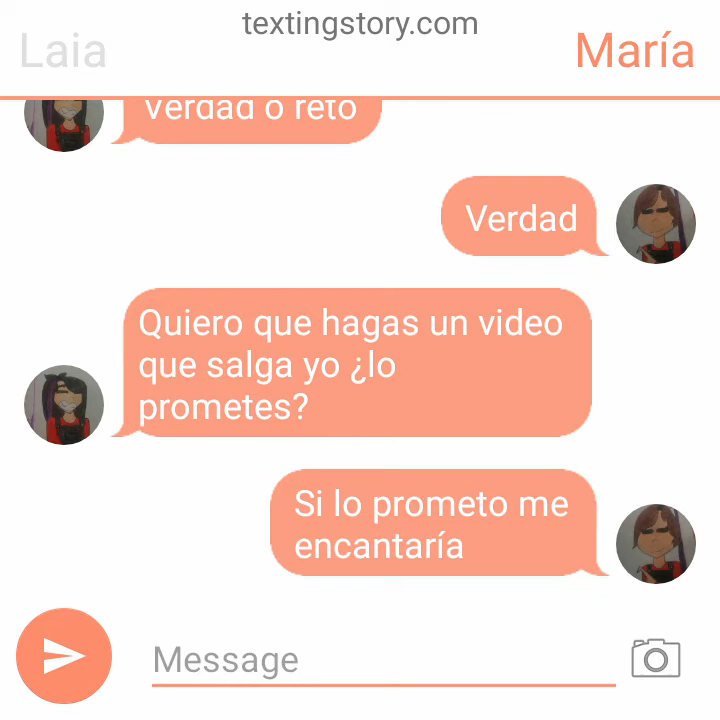 textingstory.com
Laia
María
verdad o reto
Verdad
Quiero que hagas un video
que salga yo ¿lo
prometes?
Si lo prometo me
encantaría
Message